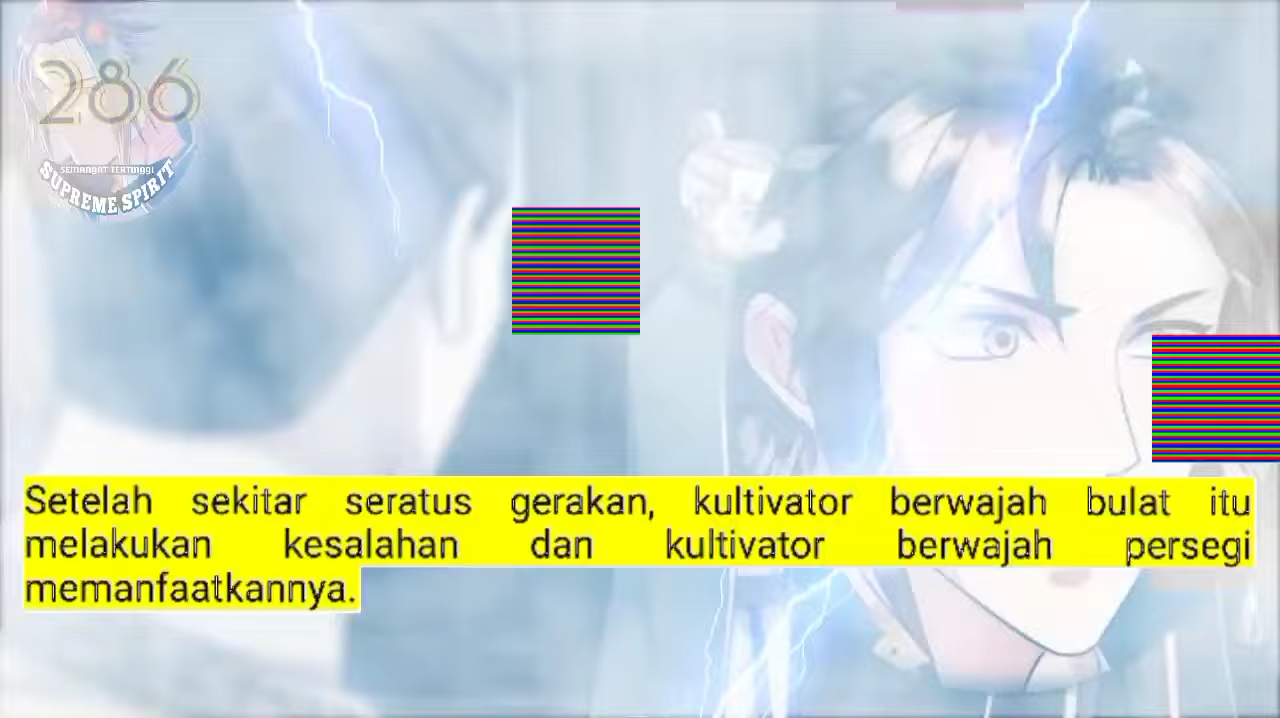 286
SEMANGAT TERTINGGI
SUPREME SPIRIT
Setelah sekitar seratus gerakan, kultivator berwajah bulat itu
melakukan kesalahan dan kultivator berwajah persegi
memanfaatkannya.